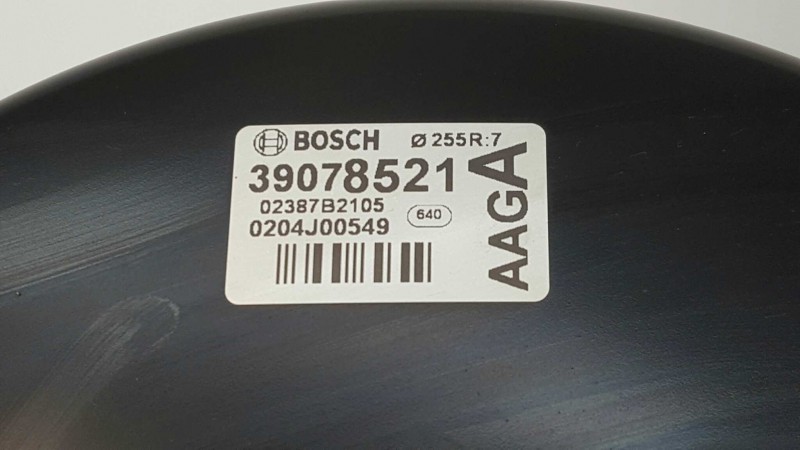 BOSCH Ø 255R:7
39078521
02387B2105
640
0204J00549
AAGA